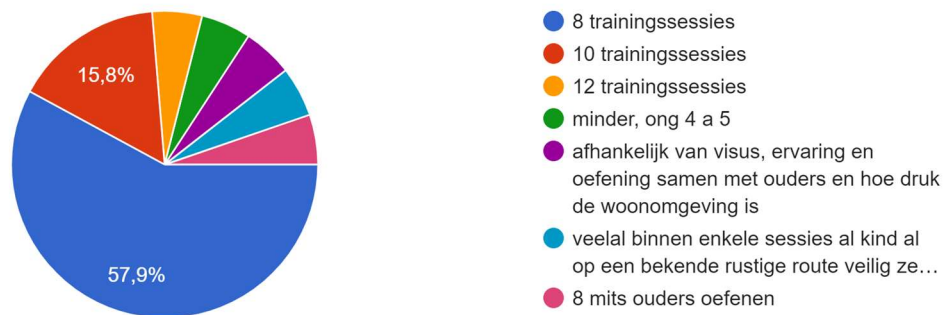 15,8%
57,9%
8 trainingssessies
10 trainingssessies
12 trainingssessies
minder, ong 4 a 5
afhankelijk van visus, ervaring en
oefening samen met ouders en hoe druk
de woonomgeving is
veelal binnen enkele sessies al kind al
op een bekende rustige route veilig ze…
8 mits ouders oefenen